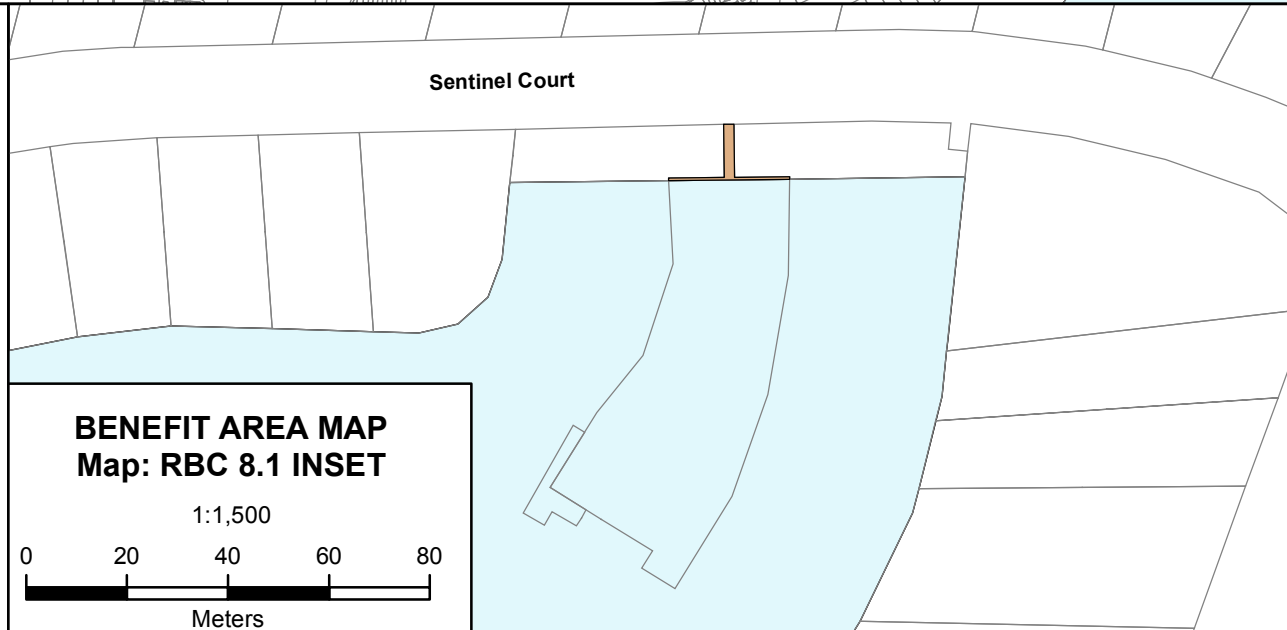 Sentinel Court
BENEFIT AREA MAP
Map: RBC 8.1 INSET
1:1,500
0 20 40 60 80
Meters